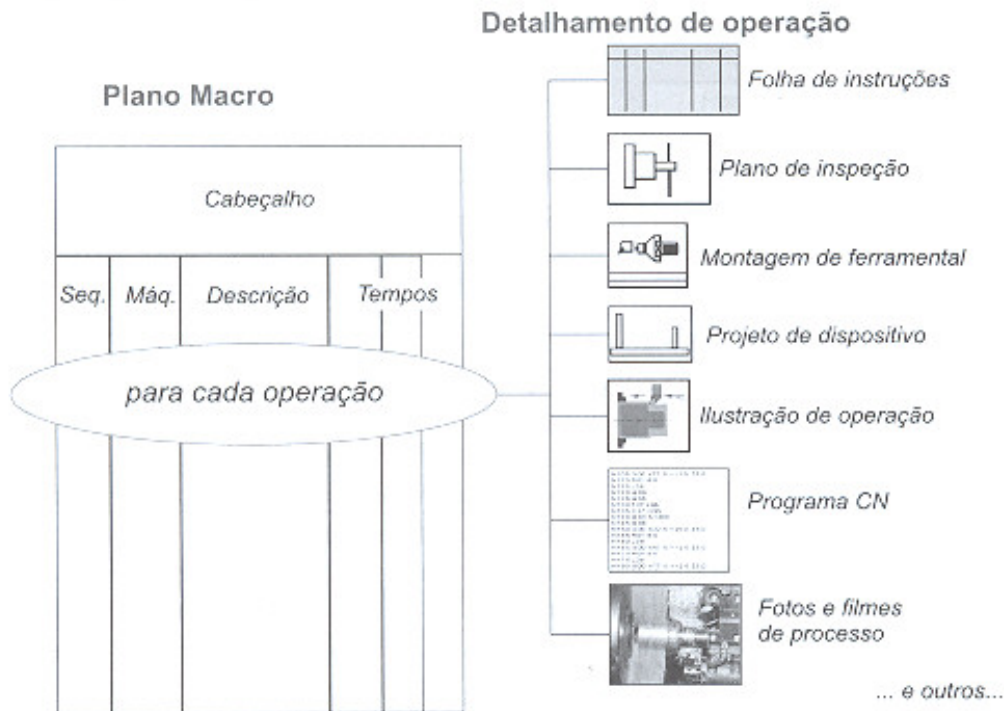 Detalhamento de operação
Plano Macro
Cabeçalho
Seq. Máq. Descrição Tempos
para cada operação
Folha de instruções
Plano de inspeção
Montagem de ferramental
Projeto de dispositivo
Ilustração de operação
Programa CN
Fotos e filmes
de processo
... e outros...